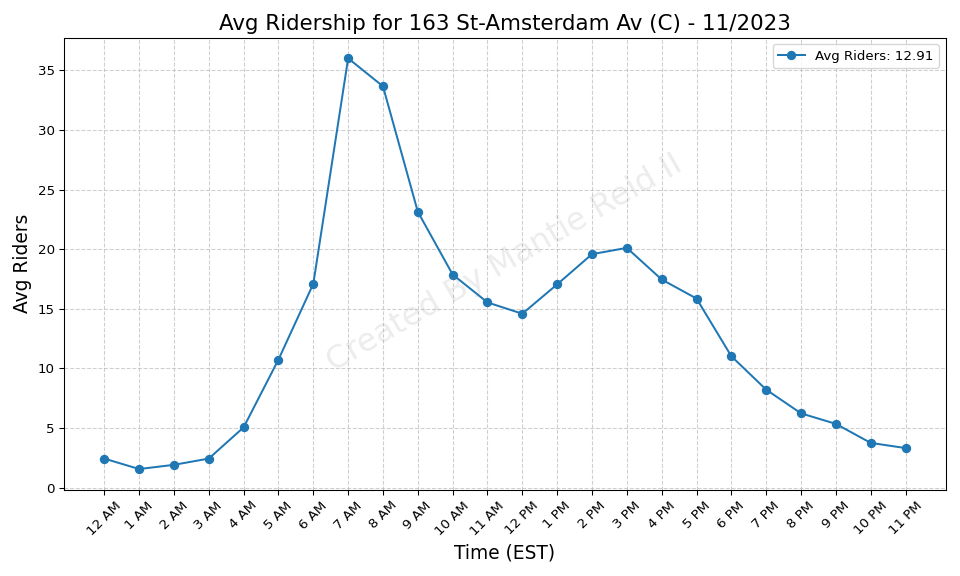 Avg Ridership for 163 St-Amsterdam Av (C) - 11/2023
Avg Riders: 12.91
Avg Riders
35
30
25
20
15
10
5
0
Created By Mantie Reid II
12 AM
1 AM
2 AM
3 AM
4 AM
5 AM
6 AM
7 AM
8 AM
9 AM
10 AM
11 AM
12 PM
1 PM
2 PM
3 PM
4 PM
5 PM
6 PM
7 PM
8 PM
9 PM
10 PM
11 PM
Time (EST)